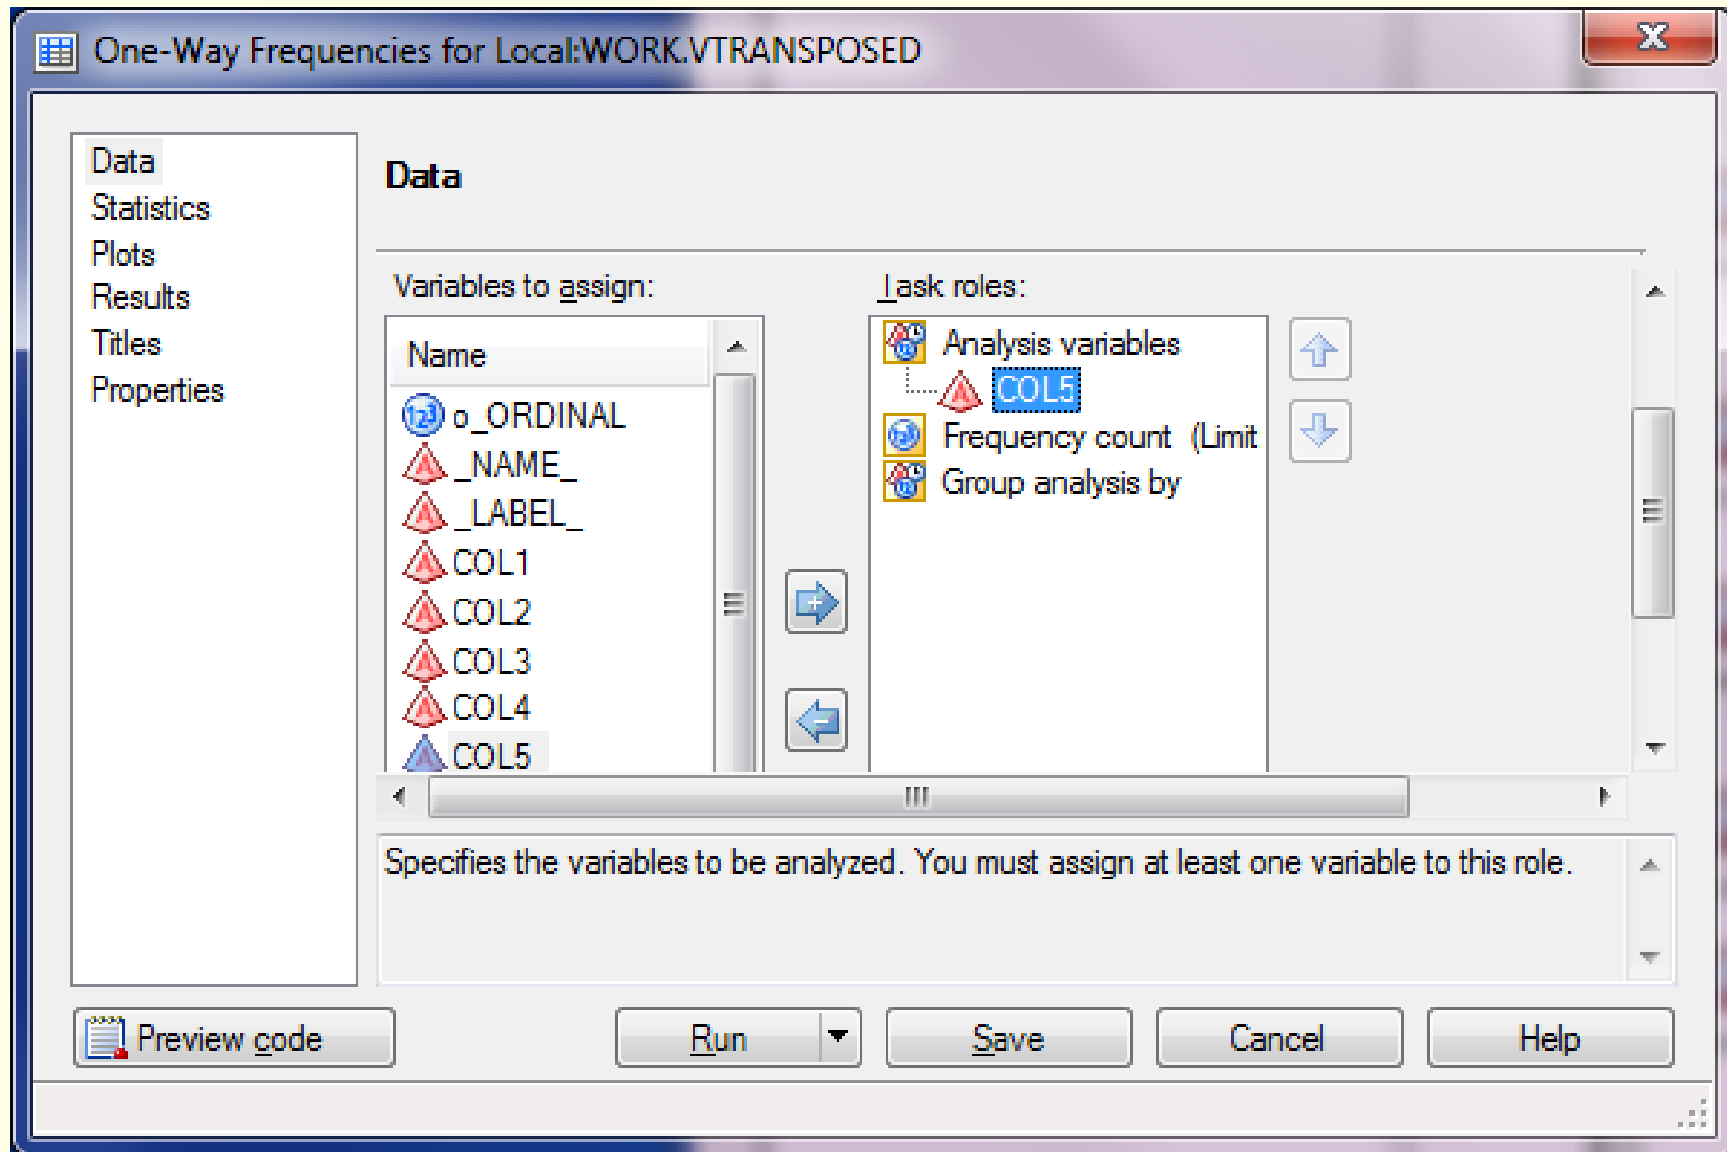 One-Way Frequencies for Local:WORK.VTRANSPOSED
Data
Statistics
Plots
Results
Titles
Properties
Data
Variables to assign:
Name
o_ORDINAL
_NAME_
_LABEL_
COL1
COL2
COL3
COL4
COL5
Task roles:
Analysis variables
COL5
Frequency count (Limit
Group analysis by
Specifies the variables to be analyzed. You must assign at least one variable to this role.
Preview code
Run
Save
Cancel
Help